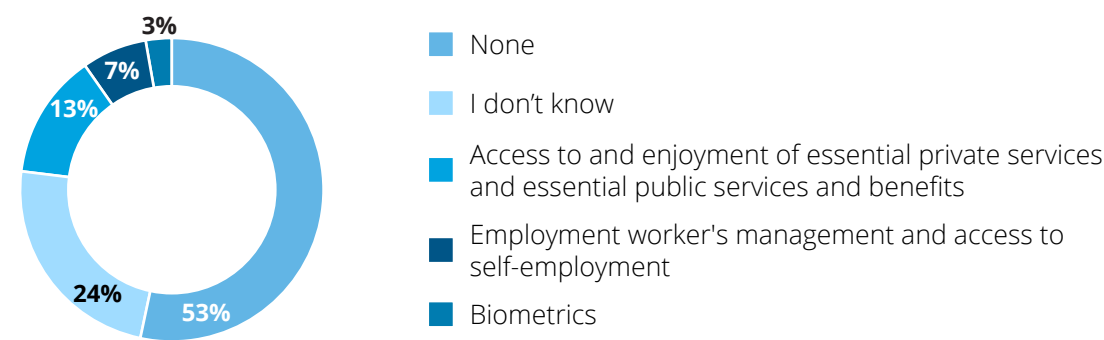 3%
7%
13%
24%
53%
None
I don’t know
Access to and enjoyment of essential private services
and essential public services and benefits
Employment worker's management and access to
self-employment
Biometrics